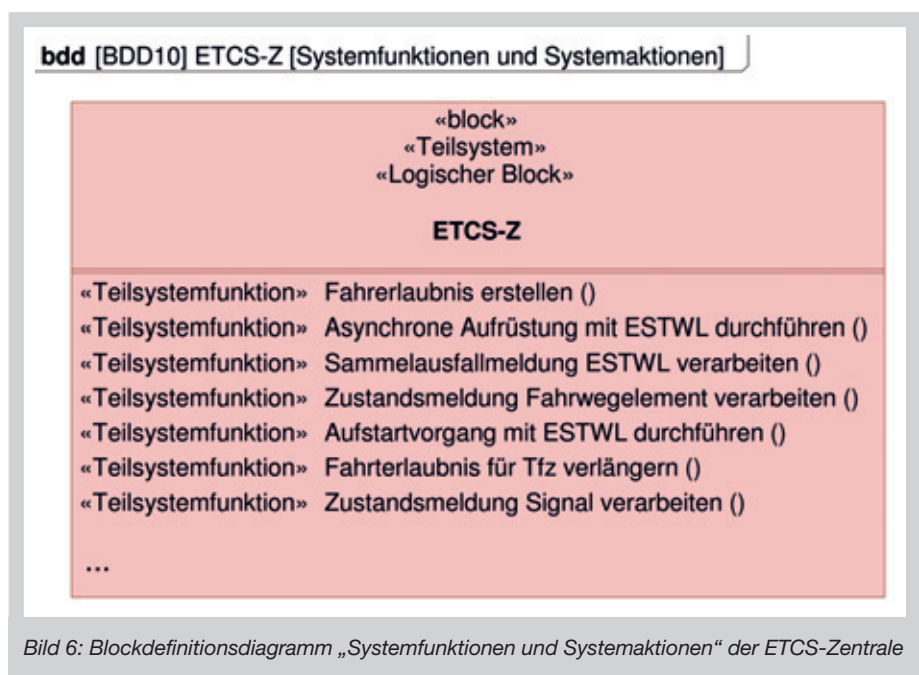 bdd [BDD10] ETCS-Z [Systemfunktionen und Systemaktionen]
«block»
«Teilsystem»
«Logischer Block»
ETCS-Z
«Teilsystemfunktion» Fahrerlaubnis erstellen ()
«Teilsystemfunktion» Asynchrone Aufrüstung mit ESTWL durchführen ()
«Teilsystemfunktion» Sammelausfallmeldung ESTWL verarbeiten ()
«Teilsystemfunktion» Zustandsmeldung Fahrwegelement verarbeiten ()
«Teilsystemfunktion» Aufstartvorgang mit ESTWL durchführen ()
«Teilsystemfunktion» Fahrterlaubnis für Tfz verlängern ()
«Teilsystemfunktion» Zustandsmeldung Signal verarbeiten ()
...
Bild 6: Blockdefinitionsdiagramm „Systemfunktionen und Systemaktionen“ der ETCS-Zentrale